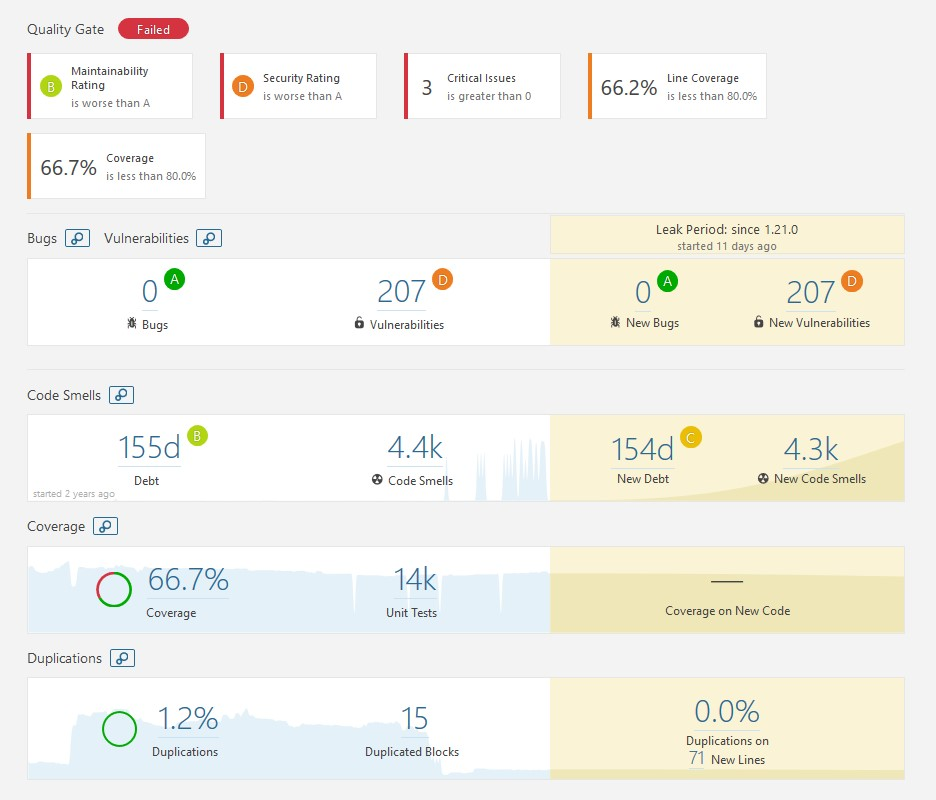 Quality Gate Failed
B Maintainability Rating is worse than A
D Security Rating is worse than A
3 Critical Issues is greater than 0
66.2% Line Coverage is less than 80.0%
66.7% Coverage is less than 80.0%
Bugs Vulnerabilities
Leak Period: since 1.21.0
started 11 days ago
0 A
Bugs
207 D
Vulnerabilities
0 A
New Bugs
207 D
New Vulnerabilities
Code Smells
155d B
Debt
4.4k
Code Smells
started 2 years ago
154d C
New Debt
4.3k
New Code Smells
Coverage
66.7%
Coverage
14k
Unit Tests
—
Coverage on New Code
Duplications
1.2%
Duplications
15
Duplicated Blocks
0.0%
Duplications on
71 New Lines